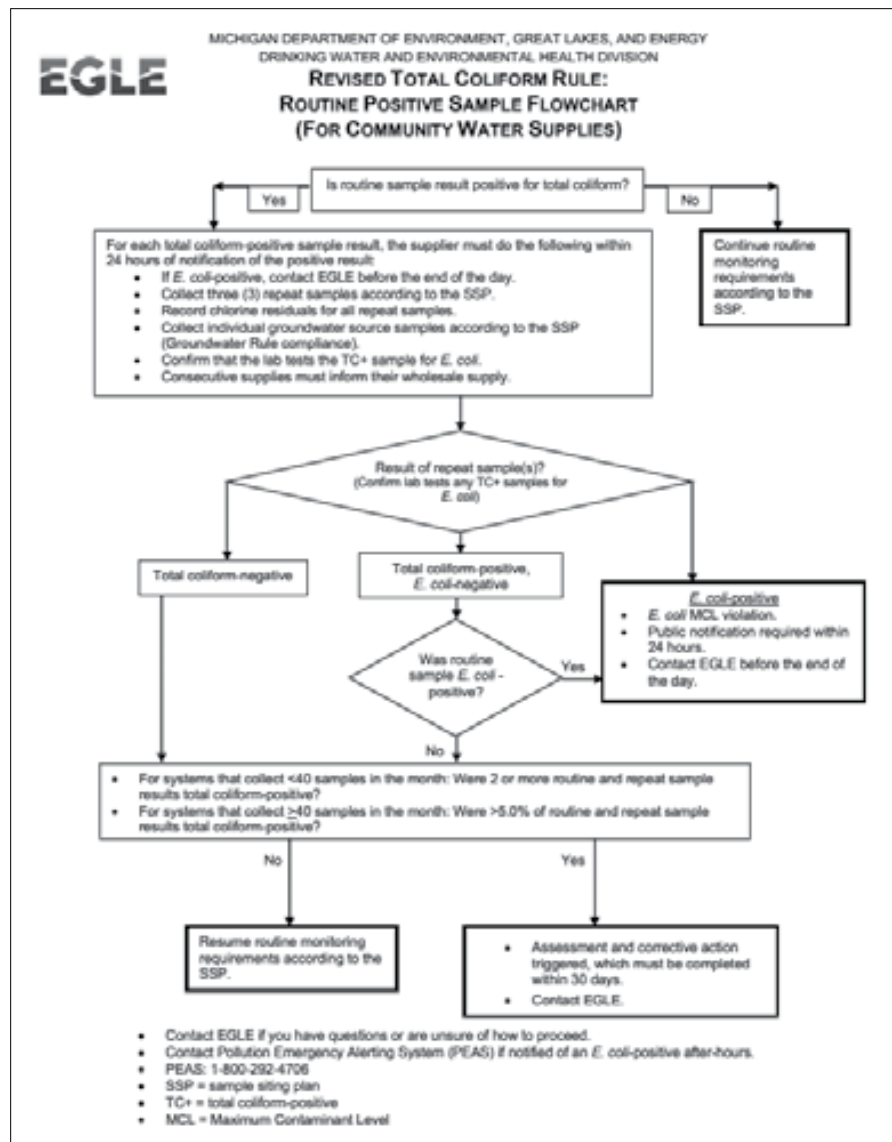 EGLE
MICHIGAN DEPARTMENT OF ENVIRONMENT, GREAT LAKES, AND ENERGY
DRINKING WATER AND ENVIRONMENTAL HEALTH DIVISION
REVISED TOTAL COLIFORM RULE:
ROUTINE POSITIVE SAMPLE FLOWCHART
(FOR COMMUNITY WATER SUPPLIES)
Is routine sample result positive for total coliform?
Yes
No
For each total coliform-positive sample result, the supplier must do the following within
24 hours of notification of the positive result:
• If E. coli-positive, contact EGLE before the end of the day.
• Collect three (3) repeat samples according to the SSP.
• Record chlorine residuals for all repeat samples.
• Collect individual groundwater source samples according to the SSP
(Groundwater Rule compliance).
• Confirm that the lab tests the TC+ sample for E. coli.
• Consecutive supplies must inform their wholesale supply.
Continue routine
monitoring
requirements
according to the
SSP.
Result of repeat sample(s)?
(Confirm lab tests any TC+ samples for
E. coli)
Total coliform-negative
Total coliform-positive,
E. coli-negative
E. coli-positive
• E. coli MCL violation.
• Public notification required within
24 hours.
• Contact EGLE before the end of
the day.
Was routine
sample E. coli -
positive?
Yes
No
• For systems that collect <40 samples in the month: Were 2 or more routine and repeat sample
results total coliform-positive?
• For systems that collect ≥40 samples in the month: Were >5.0% of routine and repeat sample
results total coliform-positive?
No
Yes
Resume routine monitoring
requirements according to the
SSP.
• Assessment and corrective action
triggered, which must be completed
within 30 days.
• Contact EGLE.
• Contact EGLE if you have questions or are unsure of how to proceed.
• Contact Pollution Emergency Alerting System (PEAS) if notified of an E. coli-positive after-hours.
• PEAS: 1-800-292-4706
• SSP = sample siting plan
• TC+ = total coliform-positive
• MCL = Maximum Contaminant Level